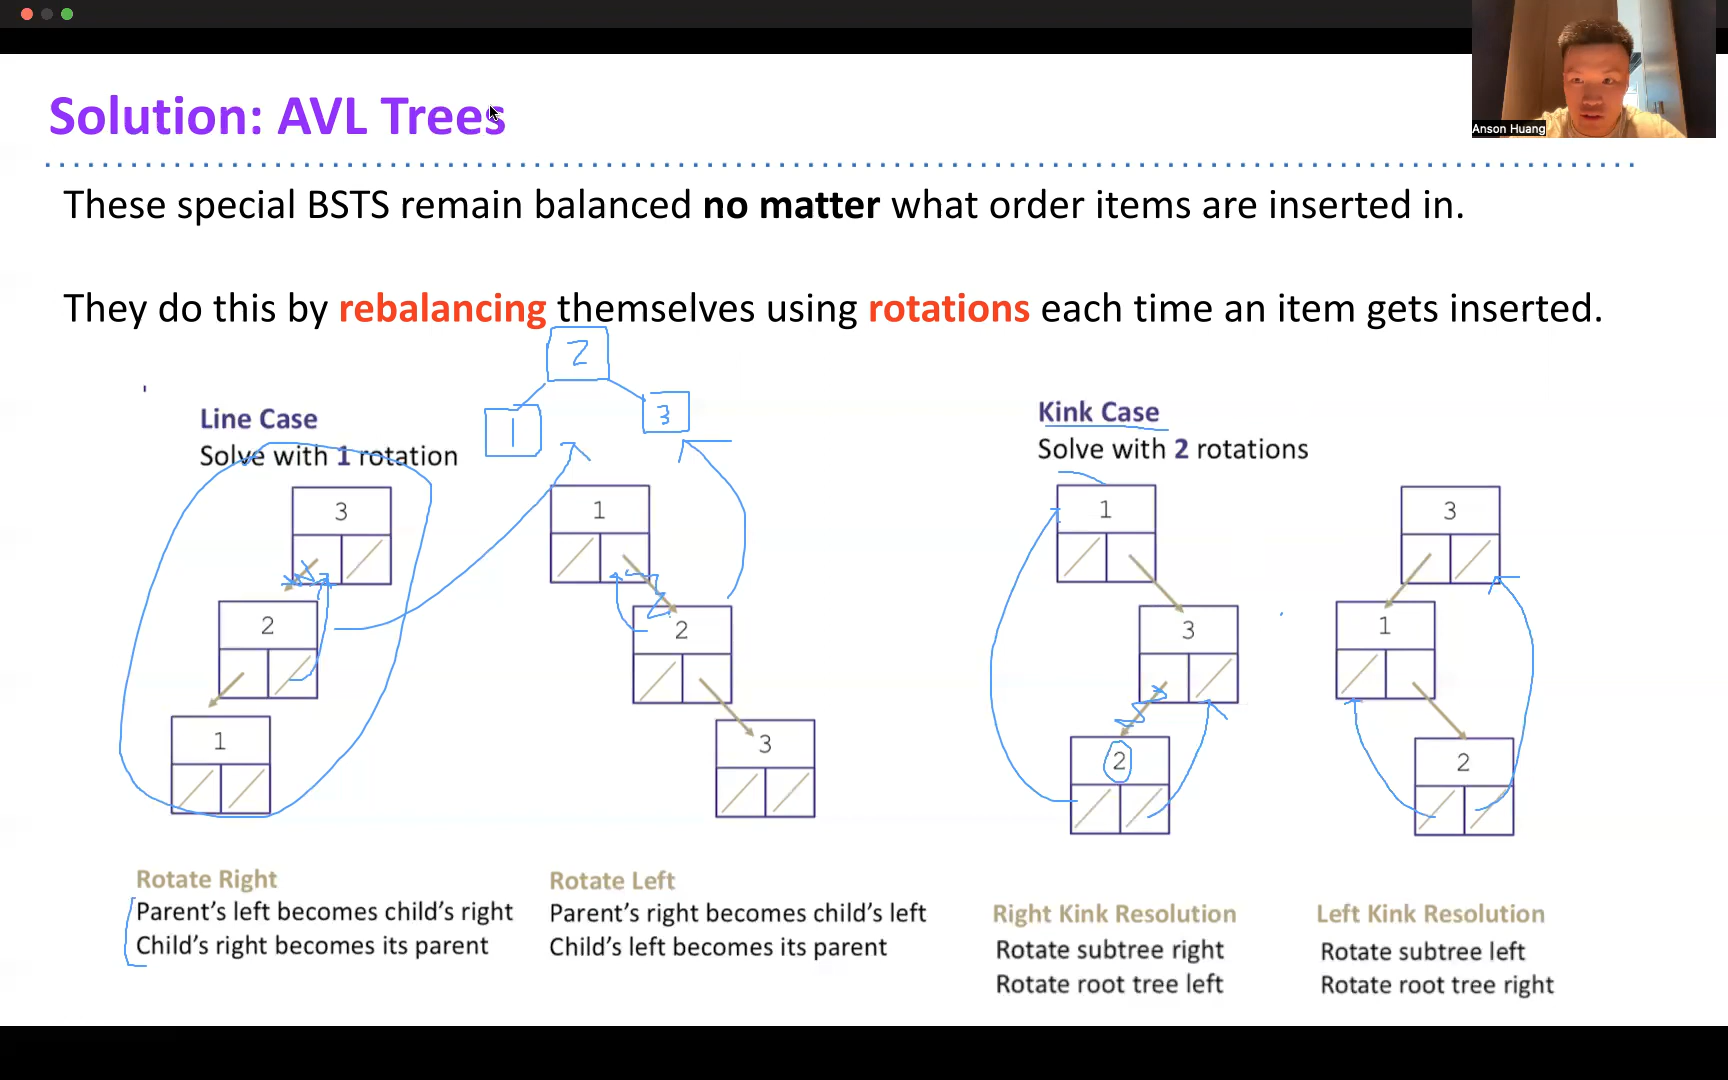 Anson Huang
Solution: AVL Trees
These special BSTS remain balanced no matter what order items are inserted in.
They do this by rebalancing themselves using rotations each time an item gets inserted.
2
1
3
Line Case
Solve with 1 rotation
3
2
1
Rotate Right
Parent's left becomes child's right
Child's right becomes its parent
1
2
3
Rotate Left
Parent's right becomes child's left
Child's left becomes its parent
Kink Case
Solve with 2 rotations
1
3
2
Right Kink Resolution
Rotate subtree right
Rotate root tree left
3
1
2
Left Kink Resolution
Rotate subtree left
Rotate root tree right